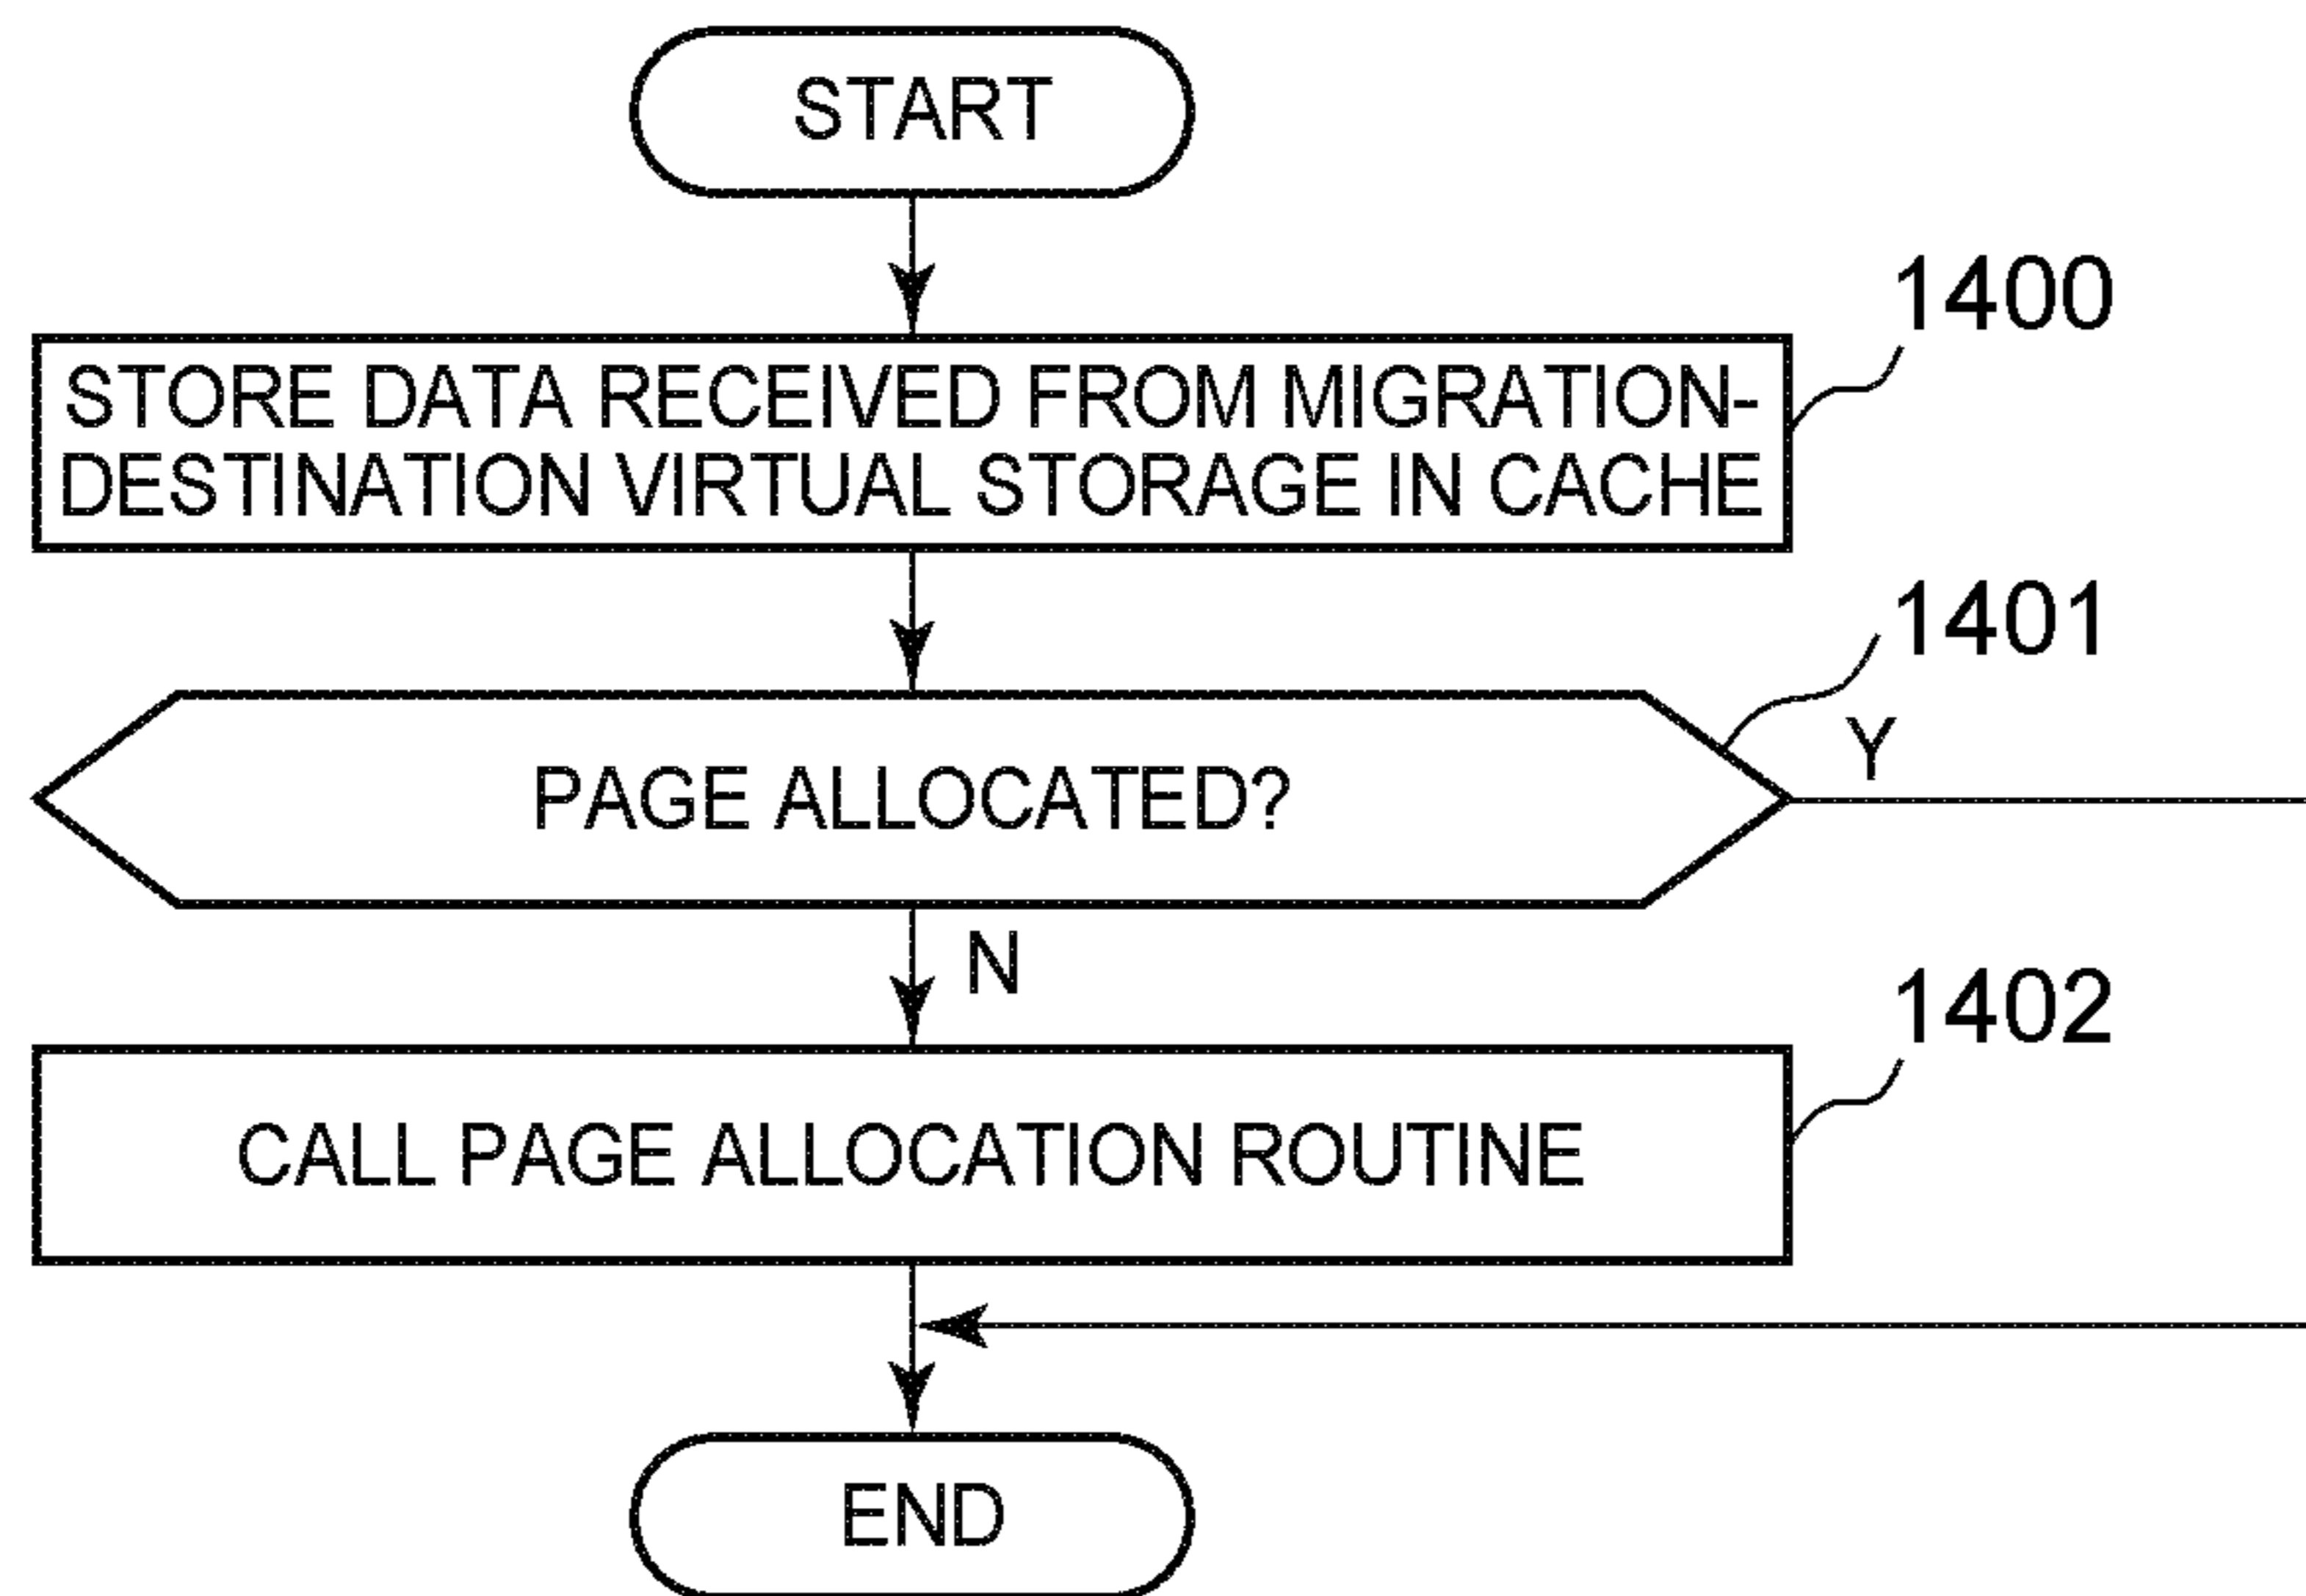 START
1400
STORE DATA RECEIVED FROM MIGRATION-
DESTINATION VIRTUAL STORAGE IN CACHE
1401
Y
PAGE ALLOCATED?
N
1402
CALL PAGE ALLOCATION ROUTINE
END